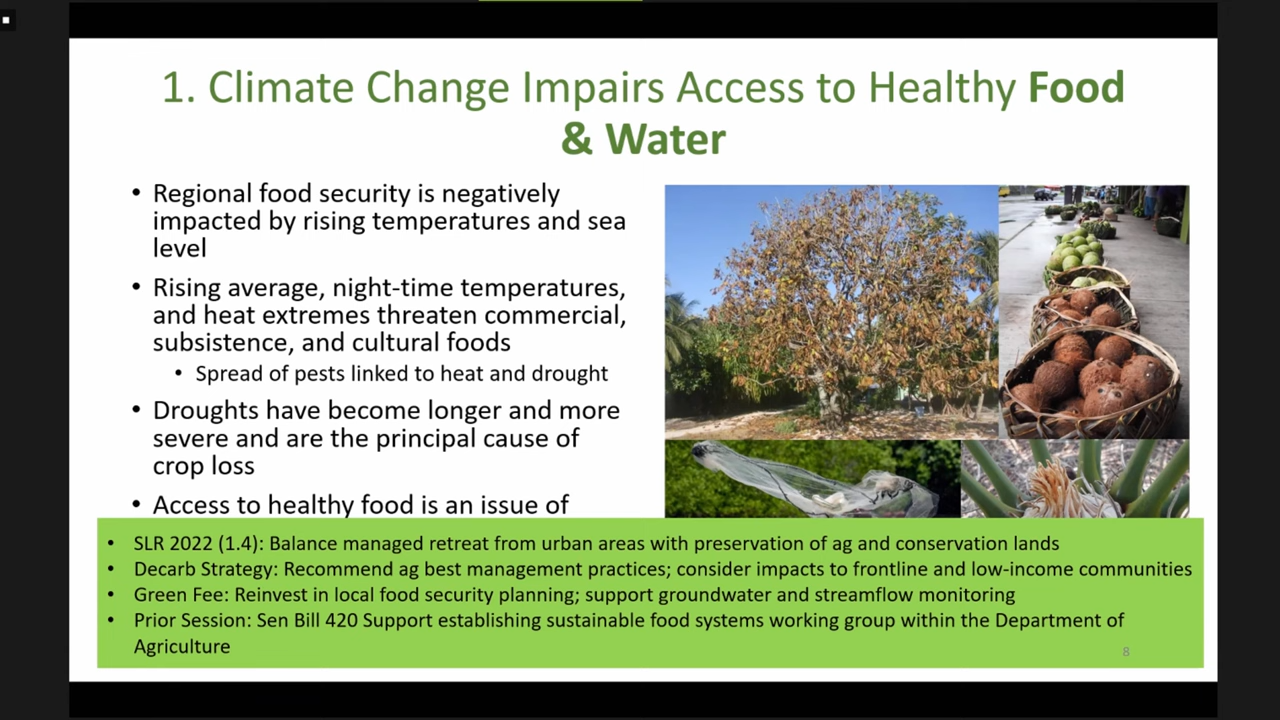 1. Climate Change Impairs Access to Healthy Food
& Water
• Regional food security is negatively
impacted by rising temperatures and sea
level
• Rising average, night-time temperatures,
and heat extremes threaten commercial,
subsistence, and cultural foods
• Spread of pests linked to heat and drought
• Droughts have become longer and more
severe and are the principal cause of
crop loss
• Access to healthy food is an issue of
• SLR 2022 (1.4): Balance managed retreat from urban areas with preservation of ag and conservation lands
• Decarb Strategy: Recommend ag best management practices; consider impacts to frontline and low-income communities
• Green Fee: Reinvest in local food security planning; support groundwater and streamflow monitoring
• Prior Session: Sen Bill 420 Support establishing sustainable food systems working group within the Department of
Agriculture
8